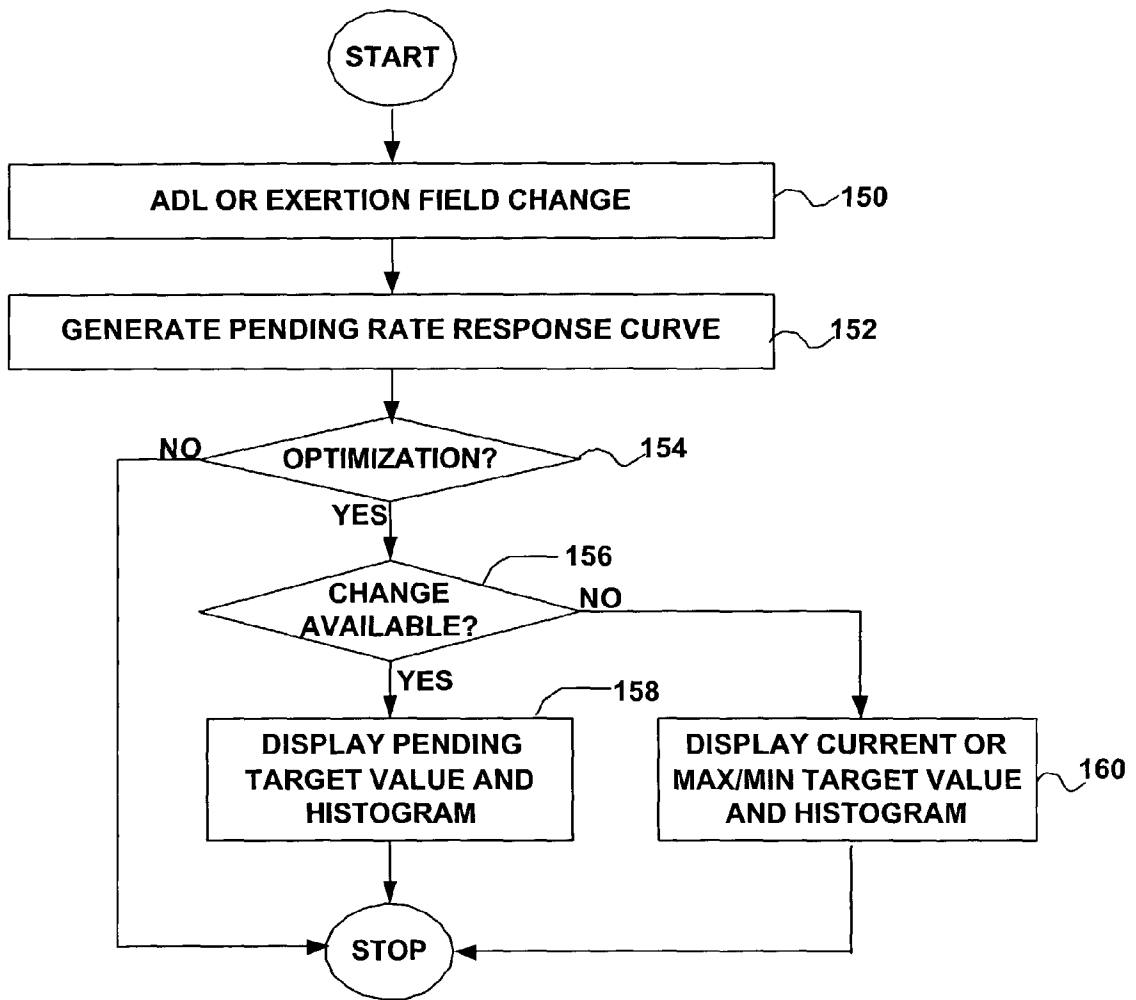 START
ADL OR EXERTION FIELD CHANGE
150
GENERATE PENDING RATE RESPONSE CURVE
152
NO
OPTIMIZATION?
154
YES
156
CHANGE
AVAILABLE?
NO
YES
158
DISPLAY PENDING
TARGET VALUE AND
HISTOGRAM
DISPLAY CURRENT OR
MAX/MIN TARGET VALUE
AND HISTOGRAM
160
STOP